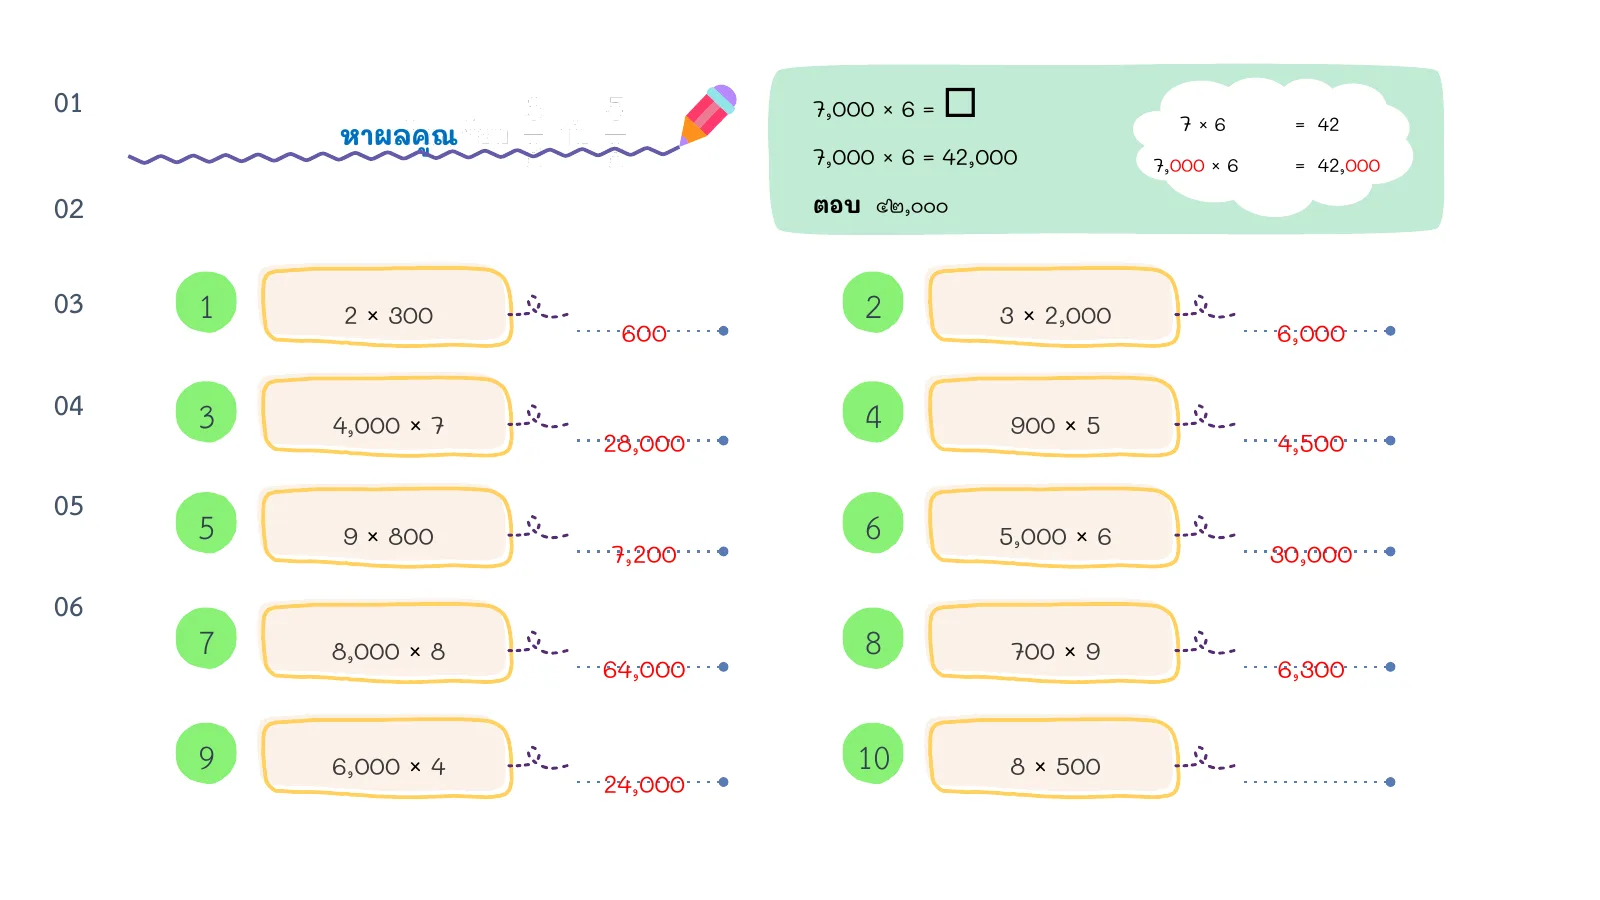 01
หาผลคูณ
7,000 × 6 = □
7 × 6 = 42
7,000 × 6 = 42,000
7,000 × 6 = 42,000
ตอบ ๔๒,๐๐๐
02
03
1 2 × 300 600
2 3 × 2,000 6,000
04
3 4,000 × 7 28,000
4 900 × 5 4,500
05
5 9 × 800 7,200
6 5,000 × 6 30,000
06
7 8,000 × 8 64,000
8 700 × 9 6,300
9 6,000 × 4 24,000
10 8 × 500